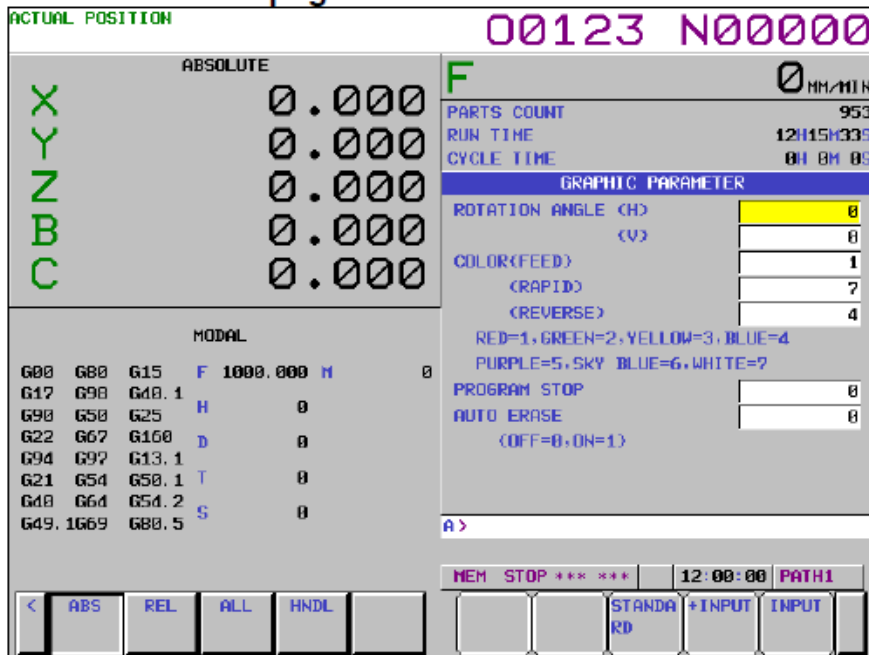 ACTUAL POSITION
O0123 N00000
ABSOLUTE
X 0.000
Y 0.000
Z 0.000
B 0.000
C 0.000
F 0 MM/MIN
PARTS COUNT 953
RUN TIME 12H15M33S
CYCLE TIME 0H 0M 0S
GRAPHIC PARAMETER
ROTATION ANGLE (H) 0
(V) 0
COLOR(FEED) 1
(RAPID) 7
(REVERSE) 4
RED=1,GREEN=2,YELLOW=3,BLUE=4
PURPLE=5,SKY BLUE=6,WHITE=7
PROGRAM STOP 0
AUTO ERASE 0
(OFF=0,ON=1)
MODAL
G00 G80 G15 F 1000.000 M 0
G17 G98 G40.1
G90 G50 G25 H 0
G22 G67 G160 D 0
G94 G97 G13.1
G21 G54 G50.1 T 0
G40 G64 G54.2
G49.1G69 G80.5 S 0
A>
MEM STOP *** *** 12:00:00 PATH1
< ABS REL ALL HNDL
STANDA +INPUT INPUT
RD